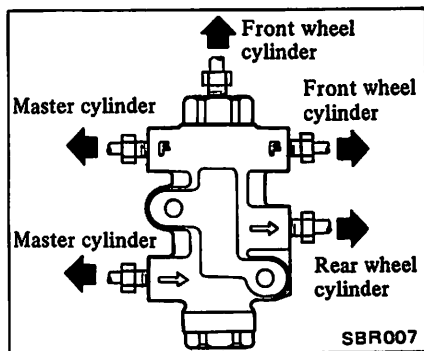 Front wheel
cylinder
Master cylinder
Front wheel
cylinder
F
F
Master cylinder
Rear wheel
cylinder
SBR007